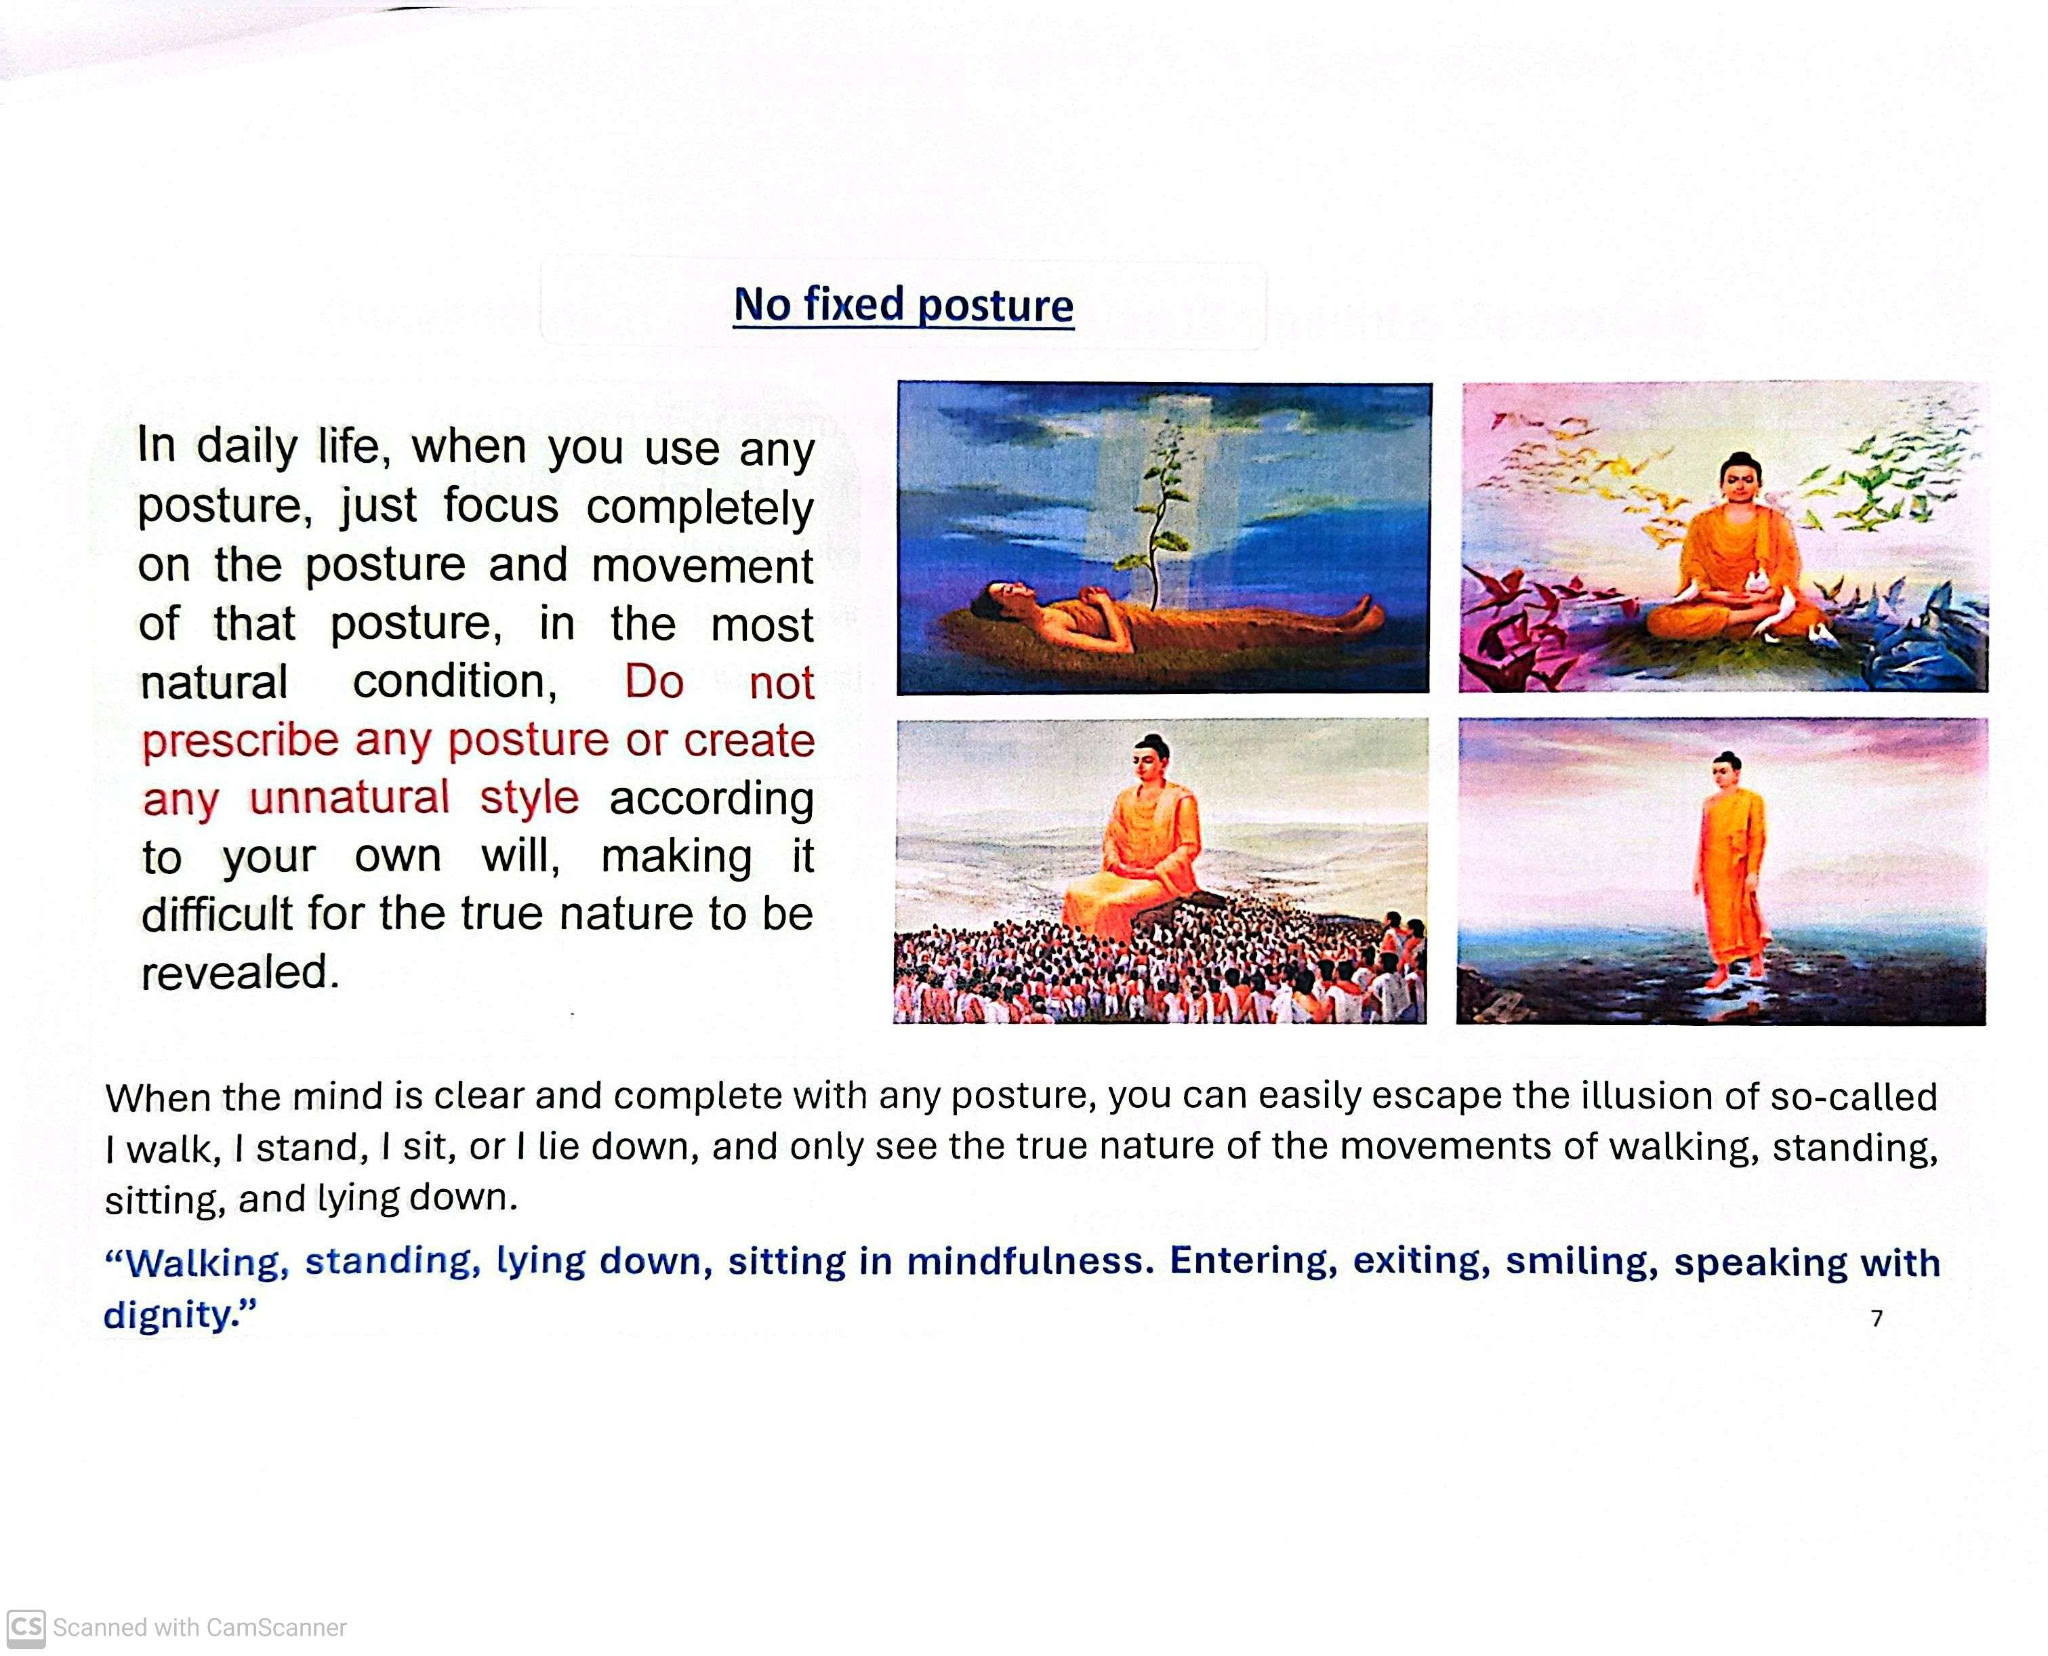 No fixed posture
In daily life, when you use any
posture, just focus completely
on the posture and movement
of that posture, in the most
natural condition, Do not
prescribe any posture or create
any unnatural style according
to your own will, making it
difficult for the true nature to be
revealed.
When the mind is clear and complete with any posture, you can easily escape the illusion of so-called
I walk, I stand, I sit, or I lie down, and only see the true nature of the movements of walking, standing,
sitting, and lying down.
“Walking, standing, lying down, sitting in mindfulness. Entering, exiting, smiling, speaking with
dignity.”
7
CS Scanned with CamScanner